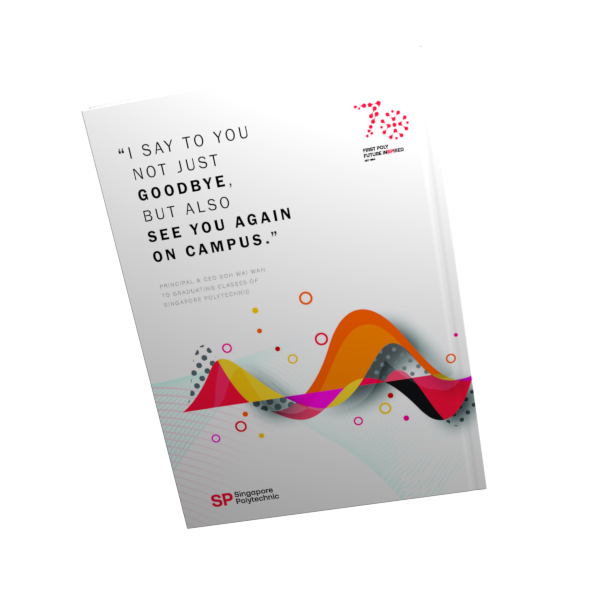 “I SAY TO YOU
NOT JUST
GOODBYE,
BUT ALSO
SEE YOU AGAIN
ON CAMPUS.”
PRINCIPAL & CEO SOH WAI WAH
TO GRADUATING CLASSES OF
SINGAPORE POLYTECHNIC
70
FIRST POLY
FUTURE INSPIRED
SP Singapore
Polytechnic